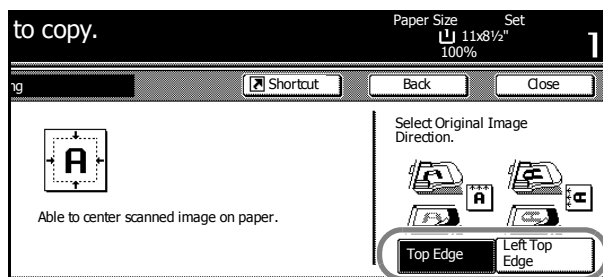 to copy.
Paper Size Set
11x8½"
100%
1
ng
Shortcut
Back
Close
Select Original Image
Direction.
A
A
A
A
A
Able to center scanned image on paper.
Top Edge
Left Top
Edge